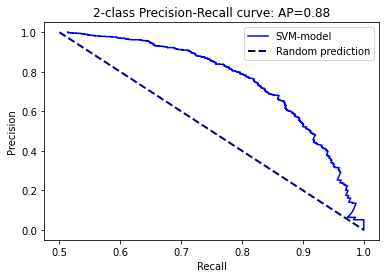 2-class Precision-Recall curve: AP=0.88
SVM-model
Random prediction
Precision
1.0
0.8
0.6
0.4
0.2
0.0
0.5 0.6 0.7 0.8 0.9 1.0
Recall